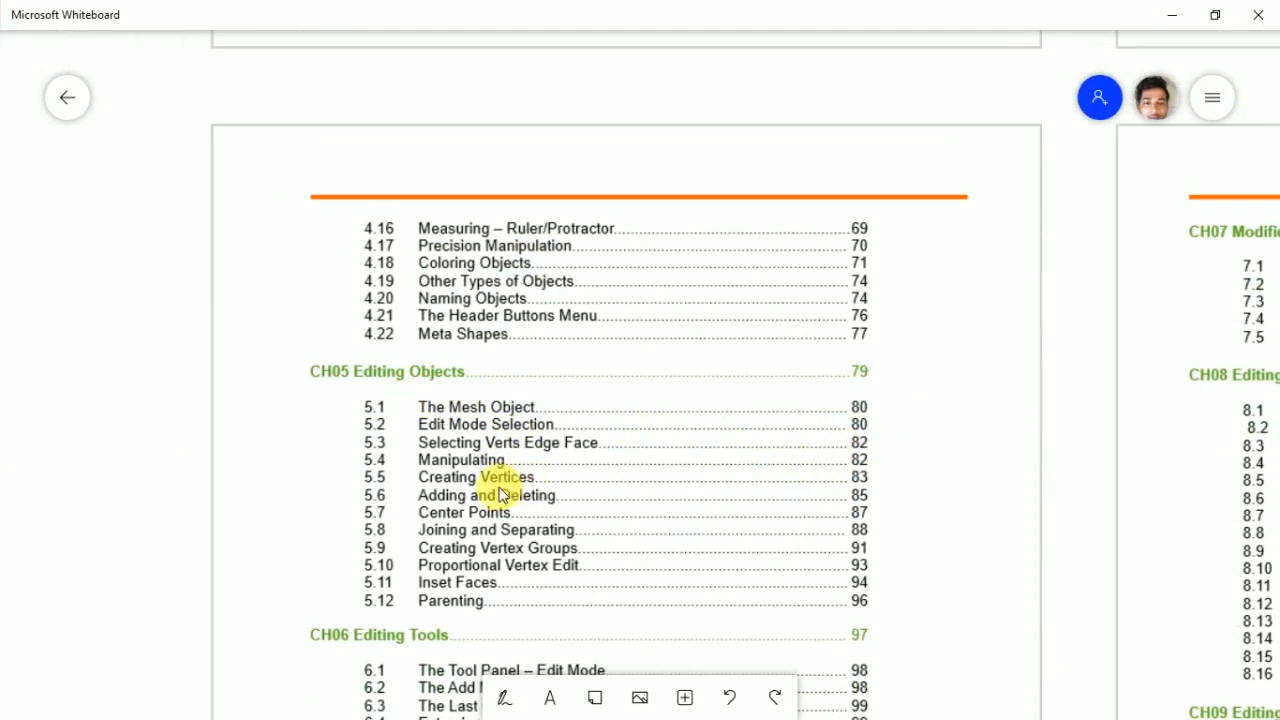 Microsoft Whiteboard
4.16 Measuring – Ruler/Protractor 69
4.17 Precision Manipulation 70
4.18 Coloring Objects 71
4.19 Other Types of Objects 74
4.20 Naming Objects 74
4.21 The Header Buttons Menu 76
4.22 Meta Shapes 77
CH05 Editing Objects 79
5.1 The Mesh Object 80
5.2 Edit Mode Selection 80
5.3 Selecting Verts Edge Face 82
5.4 Manipulating 82
5.5 Creating Vertices 83
5.6 Adding and Deleting 85
5.7 Center Points 87
5.8 Joining and Separating 88
5.9 Creating Vertex Groups 91
5.10 Proportional Vertex Edit 93
5.11 Inset Faces 94
5.12 Parenting 96
CH06 Editing Tools 97
6.1 The Tool Panel – Edit Mode 98
6.2 The Add 98
6.3 The Last 99
CH07 Modifie
7.1
7.2
7.3
7.4
7.5
CH08 Editing
8.1
8.2
8.3
8.4
8.5
8.6
8.7
8.8
8.9
8.10
8.11
8.12
8.13
8.14
8.15
8.16
CH09 Editing